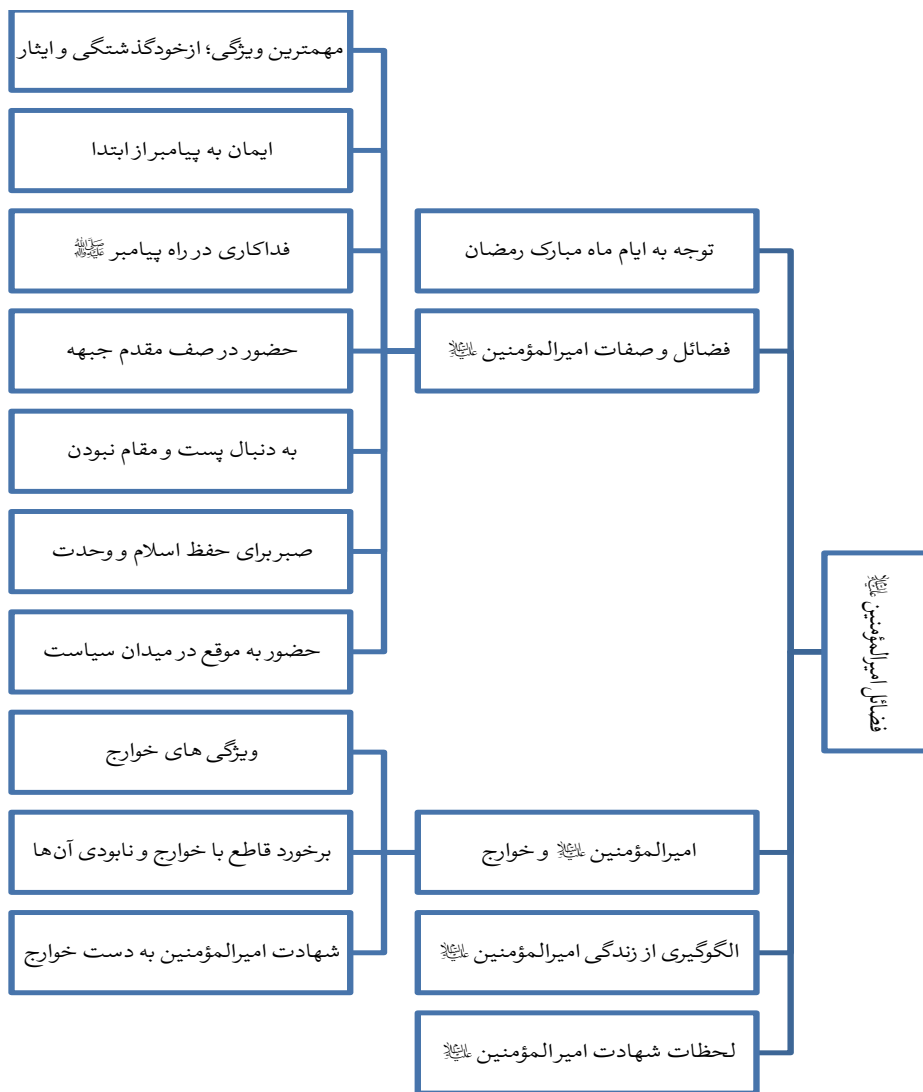 فضائل امیرالمؤمنین علیه‌السلام
توجه به ایام ماه مبارک رمضان
فضائل و صفات امیرالمؤمنین علیه‌السلام
مهمترین ویژگی؛ ازخودگذشتگی و ایثار
ایمان به پیامبر از ابتدا
فداکاری در راه پیامبر صلی‌الله‌علیه‌وآله
حضور در صف مقدم جبهه
به دنبال پست و مقام نبودن
صبر برای حفظ اسلام و وحدت
حضور به موقع در میدان سیاست
امیرالمؤمنین علیه‌السلام و خوارج
ویژگی های خوارج
برخورد قاطع با خوارج و نابودی آن‌ها
شهادت امیرالمؤمنین به دست خوارج
الگوگیری از زندگی امیرالمؤمنین علیه‌السلام
لحظات شهادت امیرالمؤمنین علیه‌السلام